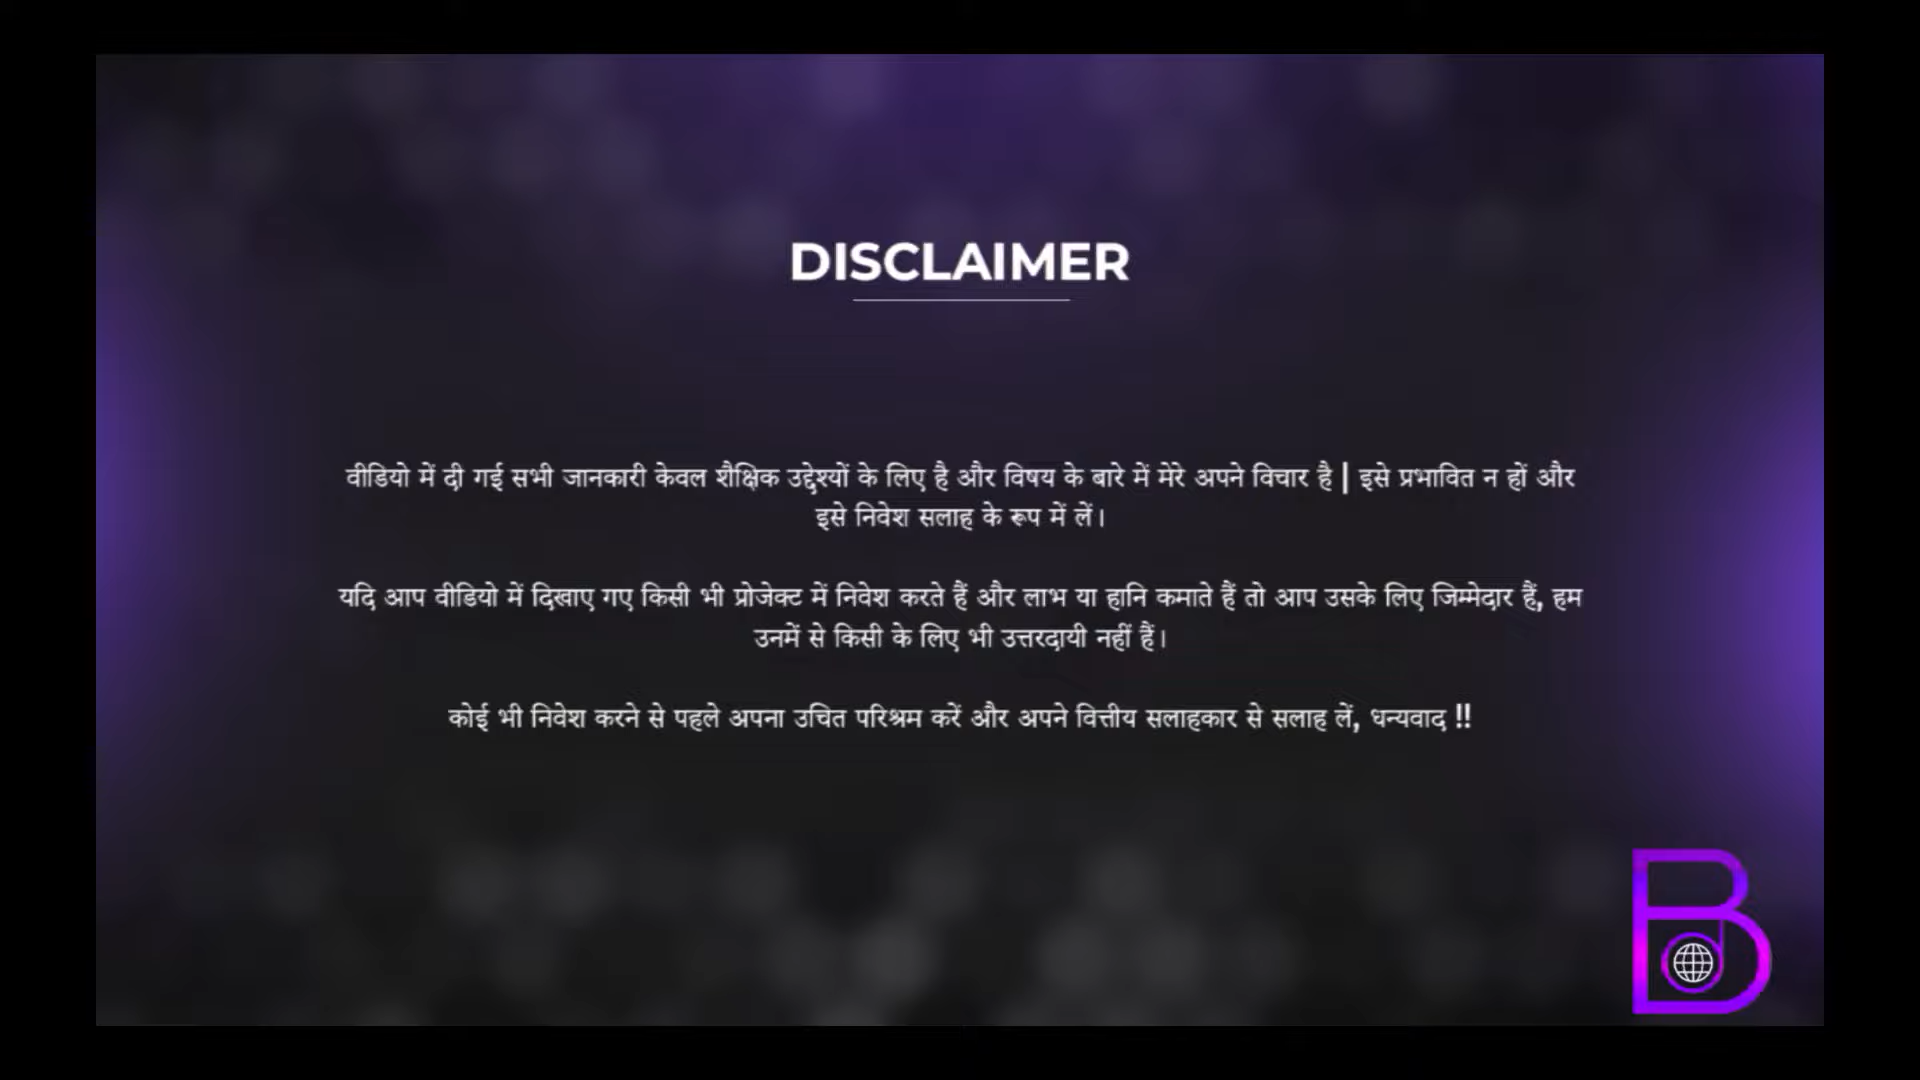 DISCLAIMER
वीडियो में दी गई सभी जानकारी केवल शैक्षिक उद्देश्यों के लिए है और विषय के बारे में मेरे अपने विचार है | इसे प्रभावित न हों और
इसे निवेश सलाह के रूप में लें।
यदि आप वीडियो में दिखाए गए किसी भी प्रोजेक्ट में निवेश करते हैं और लाभ या हानि कमाते हैं तो आप उसके लिए जिम्मेदार हैं, हम
उनमें से किसी के लिए भी उत्तरदायी नहीं हैं।
कोई भी निवेश करने से पहले अपना उचित परिश्रम करें और अपने वित्तीय सलाहकार से सलाह लें, धन्यवाद !!
B